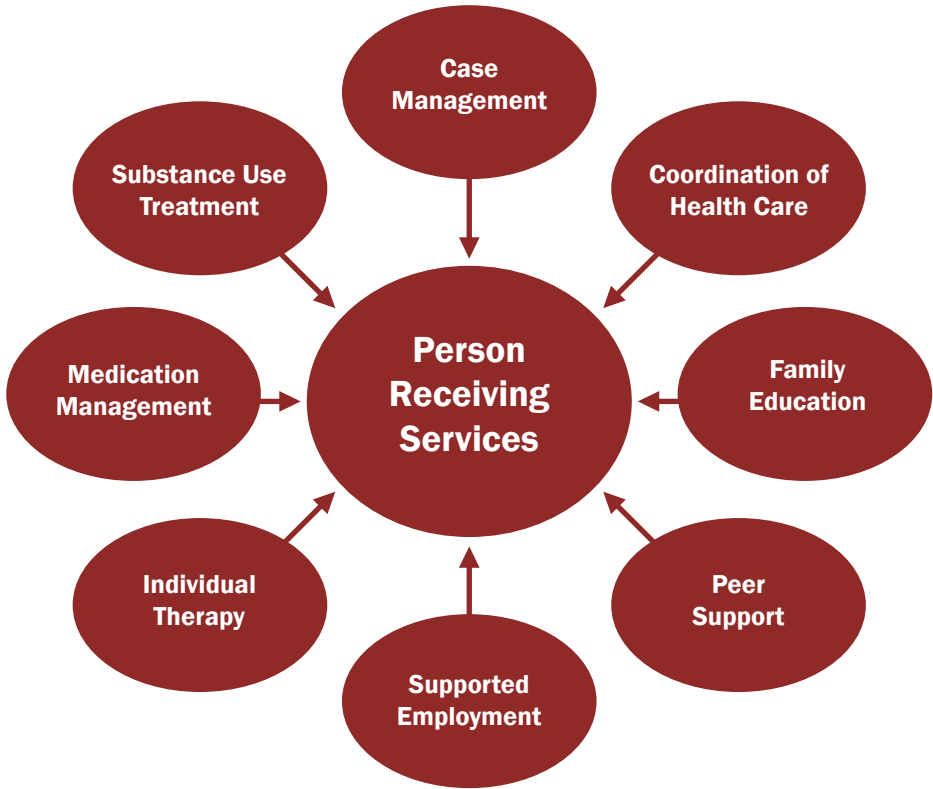 Case
Management
Substance Use
Treatment
Coordination of
Health Care
Person
Receiving
Services
Medication
Management
Family
Education
Individual
Therapy
Peer
Support
Supported
Employment